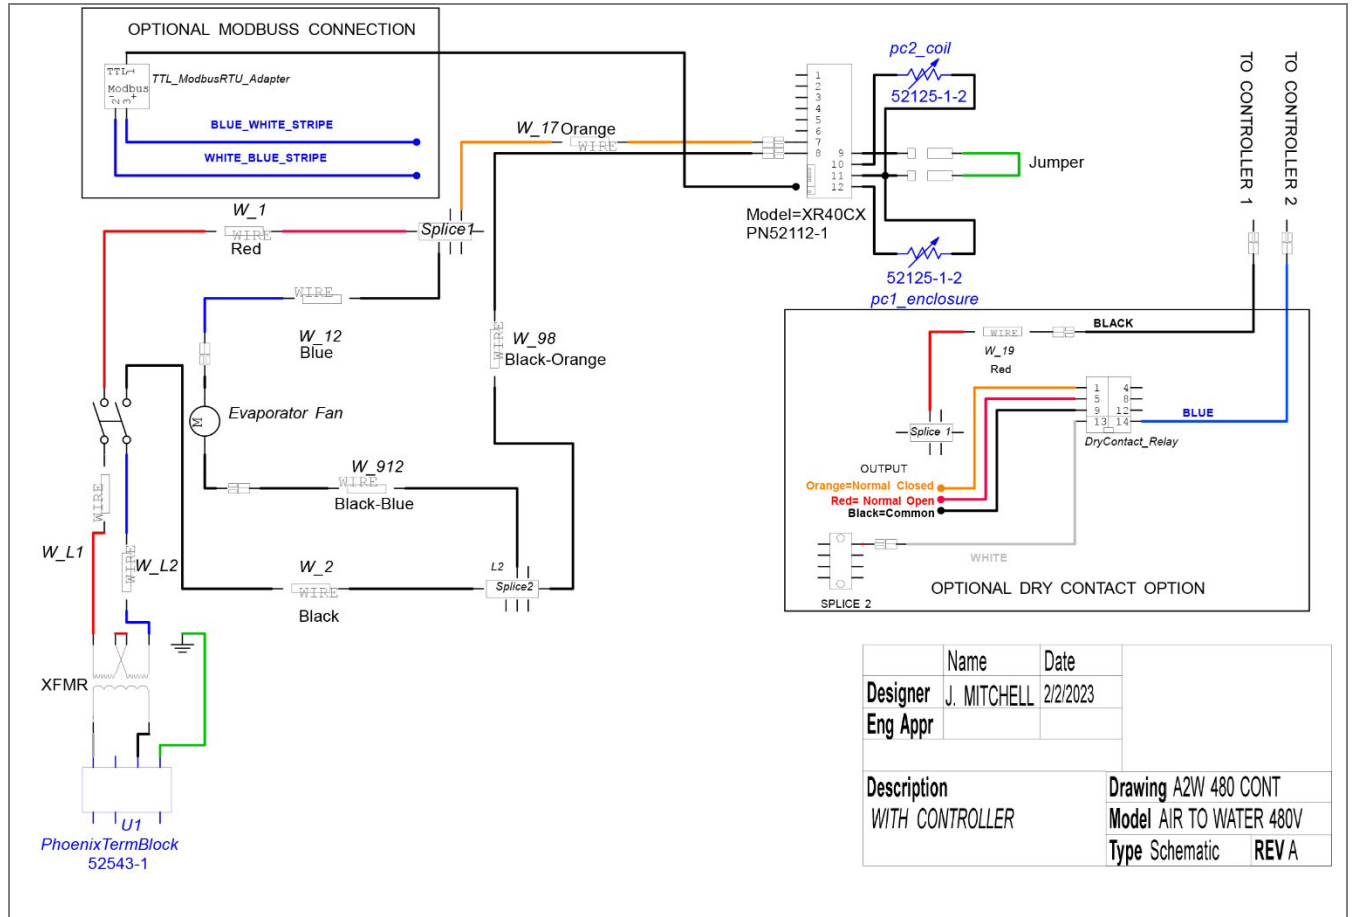 OPTIONAL MODBUSS CONNECTION
TTL
1
Modbus
2
3
-
+
TTL_ModbusRTU_Adapter
BLUE_WHITE_STRIPE
WHITE_BLUE_STRIPE
W_17 Orange
WIRE
1
2
3
4
5
6
7
8
9
10
11
12
Model=XR40CX
PN52112-1
pc2_coil
52125-1-2
Jumper
52125-1-2
pc1_enclosure
TO CONTROLLER 1
TO CONTROLLER 2
W_1
WIRE
Red
Splice1
WIRE
W_12
Blue
WIRE
W_98
Black-Orange
M
Evaporator Fan
W_912
WIRE
Black-Blue
WIRE
W_L1
WIRE
W_L2
W_2
WIRE
Black
L2
Splice2
XFMR
U1
PhoenixTermBlock
52543-1
BLACK
WIRE
W_19
Red
1
5
9
13
4
8
12
14
BLUE
DryContact_Relay
Splice 1
OUTPUT
Orange=Normal Closed
Red= Normal Open
Black=Common
WHITE
SPLICE 2
OPTIONAL DRY CONTACT OPTION
Name Date
Designer J. MITCHELL 2/2/2023
Eng Appr
Description
WITH CONTROLLER
Drawing A2W 480 CONT
Model AIR TO WATER 480V
Type Schematic REV A